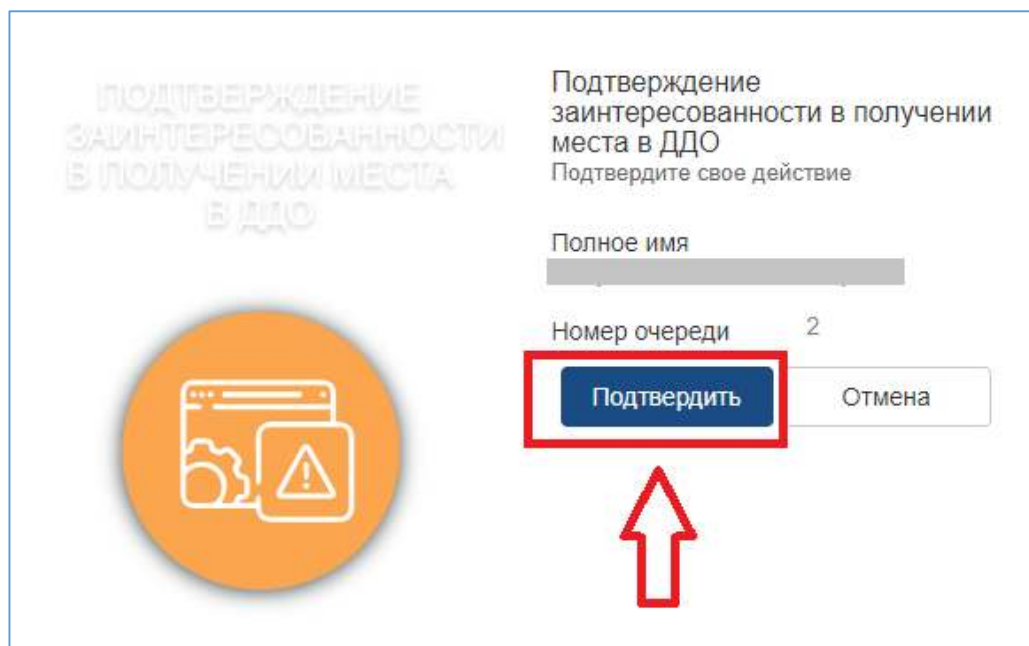 ПОДТВЕРЖДЕНИЕ
ЗАИНТЕРЕСОВАННОСТИ
В ПОЛУЧЕНИИ МЕСТА
В ДДО
Подтверждение
заинтересованности в получении
места в ДДО
Подтвердите свое действие
Полное имя
Номер очереди 2
Подтвердить Отмена